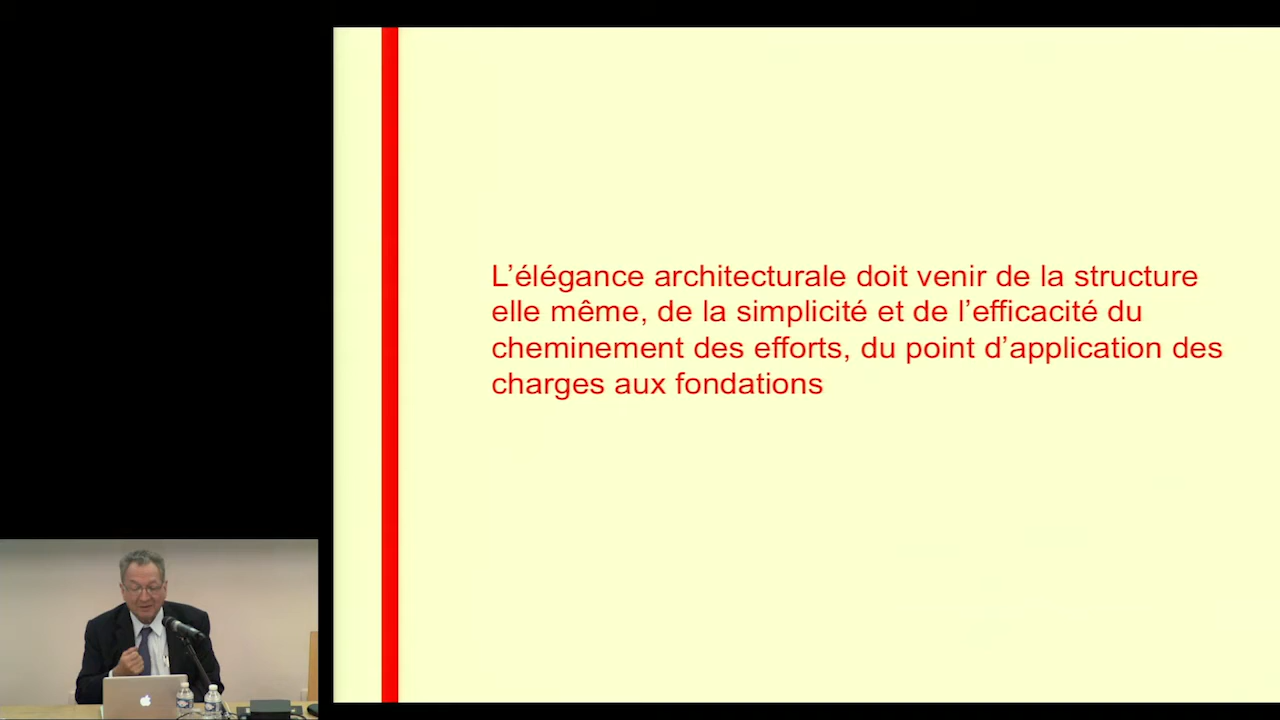 L’élégance architecturale doit venir de la structure
elle même, de la simplicité et de l’efficacité du
cheminement des efforts, du point d’application des
charges aux fondations